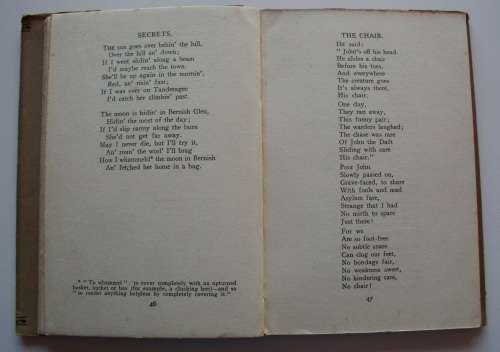 SECRETS.
THE sun goes over behin' the hill,
Over the hill an' down;
If I went slidin' along a beam
I'd maybe reach the town.
She'll be up again in the mornin',
Red, an' risin' fast;
If I was over on Tanderagee
I'd catch her climbin' past.
The moon is hidin' in Bernish Glen,
Hidin' the most of the day;
If I'd slip canny along the burn
She'd not get far away.
May I never die, but I'll try it,
An' roun' the worl' I'll brag
How I whammeled* the moon in Bernish
An' fetched her home in a bag.
* "To whammel": to cover completely with an upturned
basket, bucket or box (for example, a clucking hen)—and so
to render anything helpless by completely covering it."
46
THE CHAIR.
He said:
"John's off his head.
He slides a chair
Before his toes,
And everywhere
The creature goes
It's always there,
His chair.
One day,
They ran away,
This funny pair;
The warders laughed;
The chase was rare
Of John the Daft
Sliding with care
His chair."
Poor John
Slowly passed on,
Grave-faced, to share
With fools and mad
Asylum fare,
Strange that I had
No mirth to spare
Just there!
For we
Are so foot-free
No subtle snare
Can clog our feet,
No bondage fair,
No weakness sweet,
No hindering care,
No chair!
47